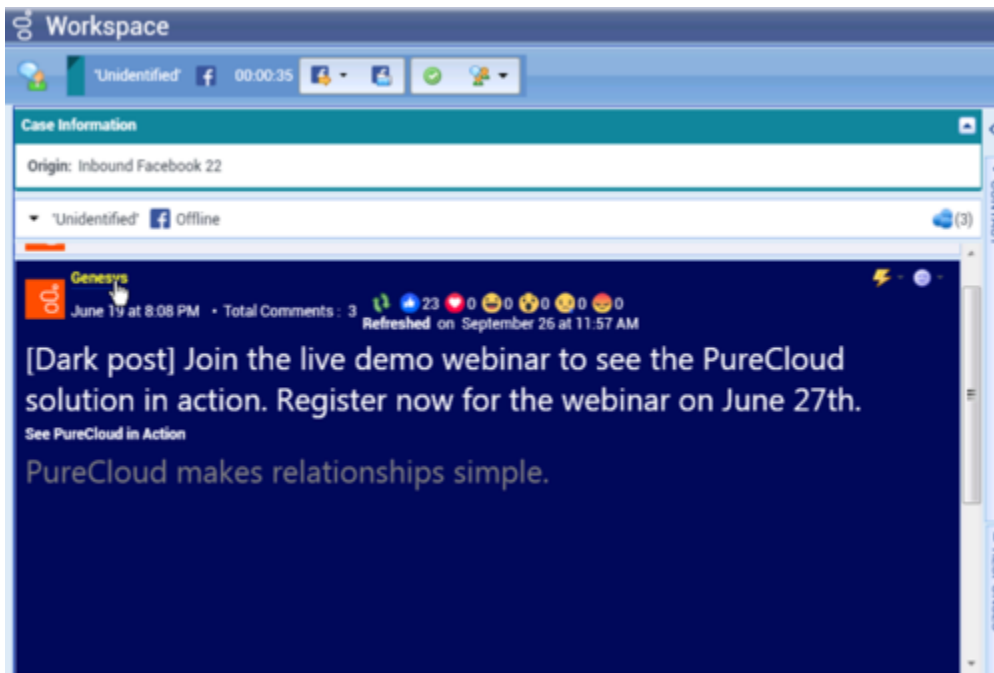 Workspace
'Unidentified' 00:00:35
Case Information
Origin: Inbound Facebook 22
'Unidentified' Offline (3)
Genesys
June 19 at 8:08 PM • Total Comments : 3 23 0 0 0 0 0
Refreshed on September 26 at 11:57 AM
[Dark post] Join the live demo webinar to see the PureCloud
solution in action. Register now for the webinar on June 27th.
See PureCloud in Action
PureCloud makes relationships simple.